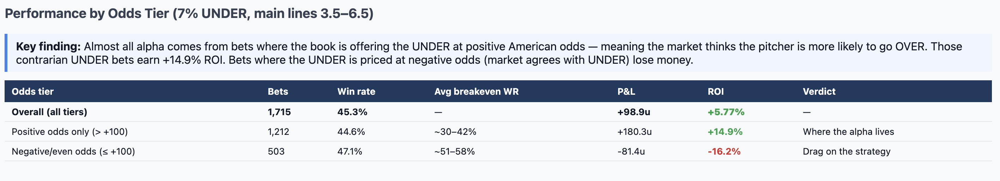 Performance by Odds Tier (7% UNDER, main lines 3.5–6.5)
Key finding: Almost all alpha comes from bets where the book is offering the UNDER at positive American odds — meaning the market thinks the pitcher is more likely to go OVER. Those
contrarian UNDER bets earn +14.9% ROI. Bets where the UNDER is priced at negative odds (market agrees with UNDER) lose money.
Odds tier Bets Win rate Avg breakeven WR P&L ROI Verdict
Overall (all tiers) 1,715 45.3% — +98.9u +5.77% —
Positive odds only (> +100) 1,212 44.6% ~30–42% +180.3u +14.9% Where the alpha lives
Negative/even odds (≤ +100) 503 47.1% ~51–58% -81.4u -16.2% Drag on the strategy